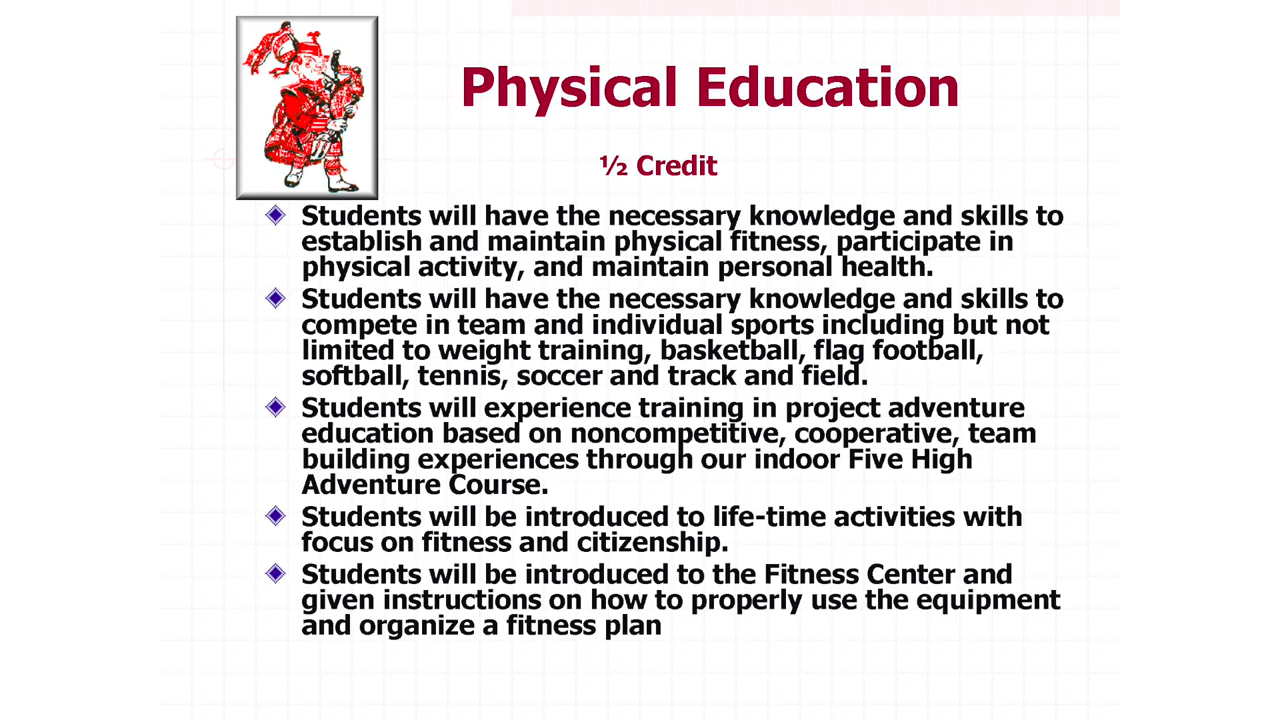 Physical Education
½ Credit
Students will have the necessary knowledge and skills to
establish and maintain physical fitness, participate in
physical activity, and maintain personal health.
Students will have the necessary knowledge and skills to
compete in team and individual sports including but not
limited to weight training, basketball, flag football,
softball, tennis, soccer and track and field.
Students will experience training in project adventure
education based on noncompetitive, cooperative, team
building experiences through our indoor Five High
Adventure Course.
Students will be introduced to life-time activities with
focus on fitness and citizenship.
Students will be introduced to the Fitness Center and
given instructions on how to properly use the equipment
and organize a fitness plan